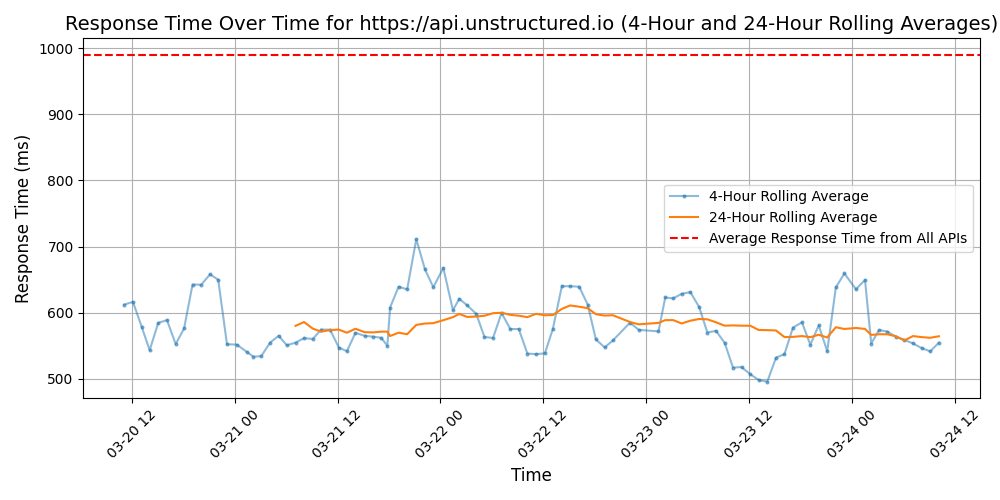 Response Time Over Time for https://api.unstructured.io (4-Hour and 24-Hour Rolling Averages)
1000
900
800
700
600
500
Response Time (ms)
4-Hour Rolling Average
24-Hour Rolling Average
Average Response Time from All APIs
03-20 12
03-21 00
03-21 12
03-22 00
03-22 12
03-23 00
03-23 12
03-24 00
03-24 12
Time